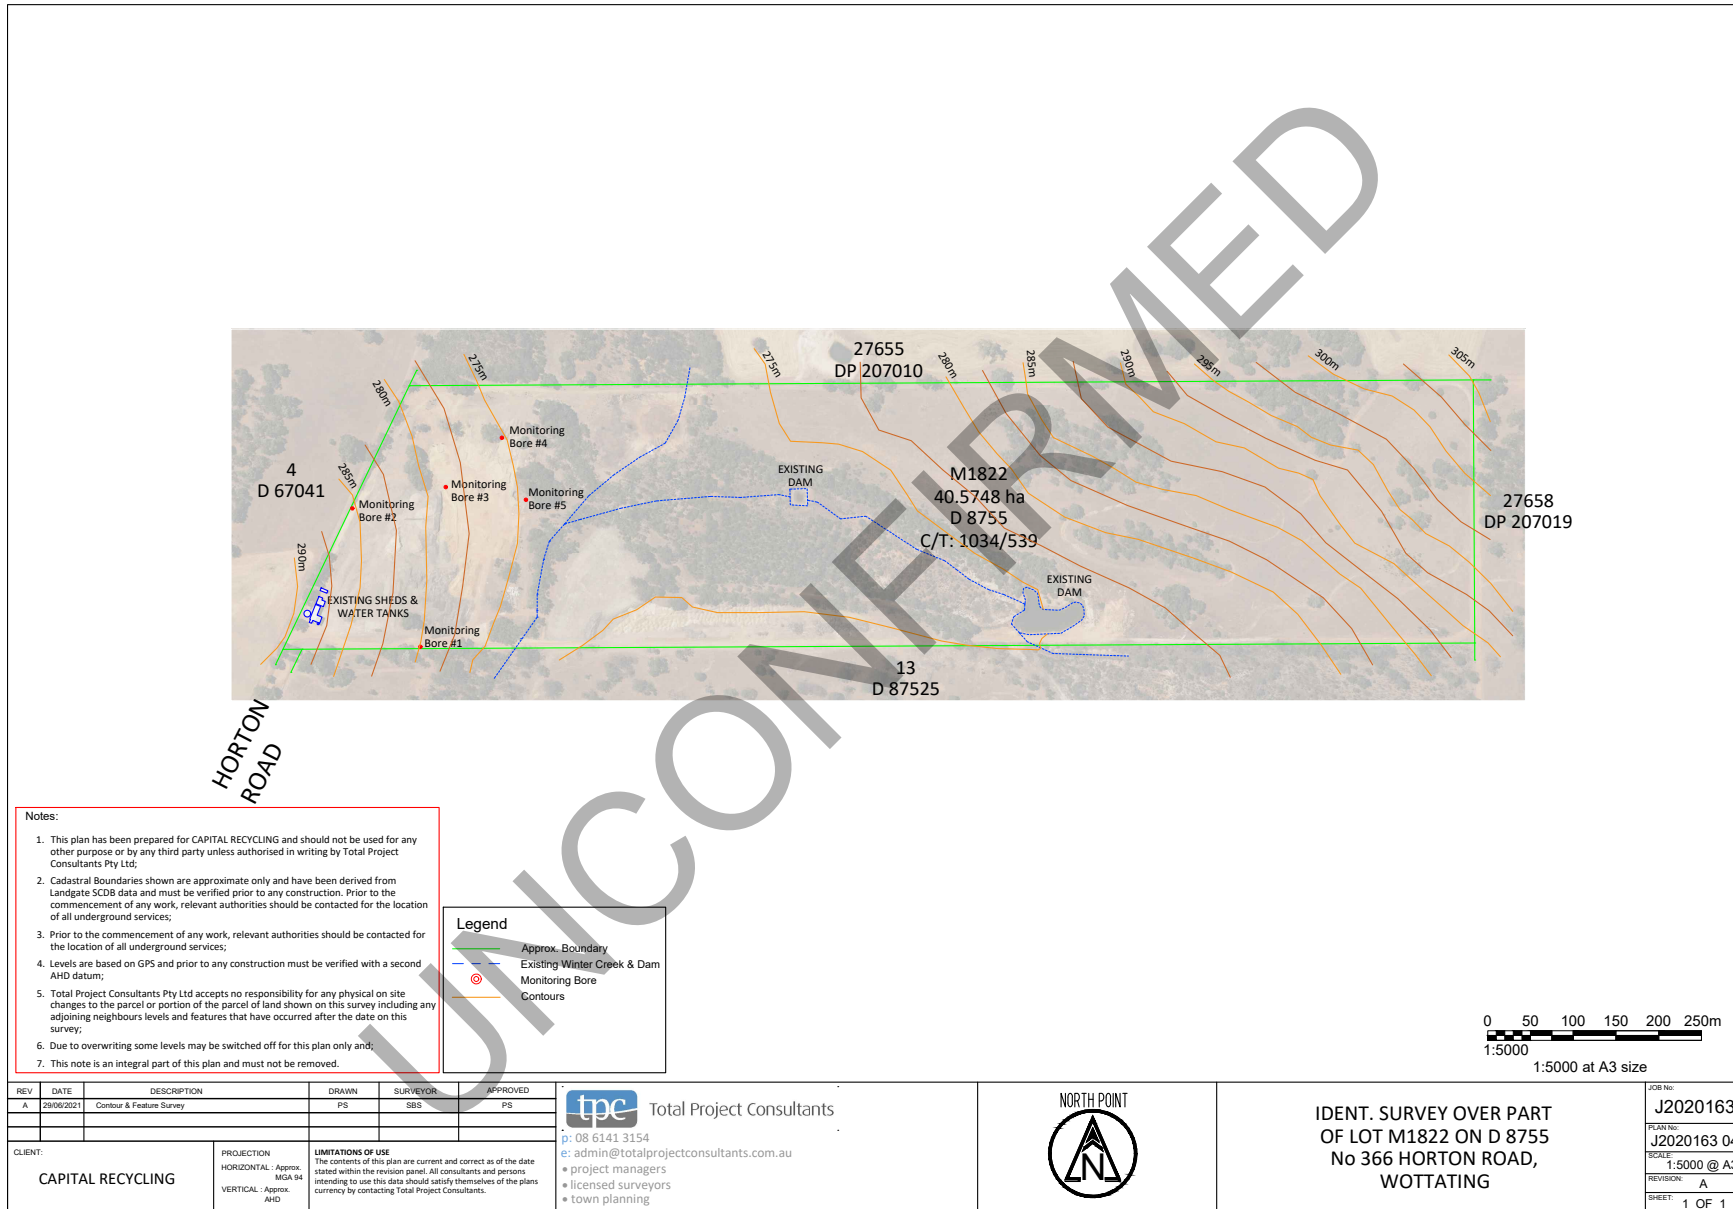 27655
DP 207010
275m
280m
285m
290m
295m
300m
305m
275m
280m
285m
290m
4
D 67041
Monitoring
Bore #4
Monitoring
Bore #3
Monitoring
Bore #5
Monitoring
Bore #2
Monitoring
Bore #1
EXISTING SHEDS &
WATER TANKS
EXISTING
DAM
EXISTING
DAM
M1822
40.5748 ha
D 8755
C/T: 1034/539
27658
DP 207019
13
D 87525
HORTON
ROAD
UNCONFIRMED
Notes:
1. This plan has been prepared for CAPITAL RECYCLING and should not be used for any
other purpose or by any third party unless authorised in writing by Total Project
Consultants Pty Ltd;
2. Cadastral Boundaries shown are approximate only and have been derived from
Landgate SCDB data and must be verified prior to any construction. Prior to the
commencement of any work, relevant authorities should be contacted for the location
of all underground services;
3. Prior to the commencement of any work, relevant authorities should be contacted for
the location of all underground services;
4. Levels are based on GPS and prior to any construction must be verified with a second
AHD datum;
5. Total Project Consultants Pty Ltd accepts no responsibility for any physical on site
changes to the parcel or portion of the parcel of land shown on this survey including any
adjoining neighbours levels and features that have occurred after the date on this
survey;
6. Due to overwriting some levels may be switched off for this plan only and;
7. This note is an integral part of this plan and must not be removed.
Legend
Approx. Boundary
Existing Winter Creek & Dam
Monitoring Bore
Contours
0 50 100 150 200 250m
1:5000
1:5000 at A3 size
REV DATE DESCRIPTION DRAWN SURVEYOR APPROVED
A 29/06/2021 Contour & Feature Survey PS SBS PS
CLIENT:
CAPITAL RECYCLING
PROJECTION
HORIZONTAL : Approx.
MGA 94
VERTICAL : Approx.
AHD
LIMITATIONS OF USE
The contents of this plan are current and correct as of the date
stated within the revision panel. All consultants and persons
intending to use this data should satisfy themselves of the plans
currency by contacting Total Project Consultants.
tpc Total Project Consultants
p: 08 6141 3154
e: admin@totalprojectconsultants.com.au
• project managers
• licensed surveyors
• town planning
NORTH POINT
N
IDENT. SURVEY OVER PART
OF LOT M1822 ON D 8755
No 366 HORTON ROAD,
WOTTATING
JOB No:
J2020163
PLAN No:
J2020163 04
SCALE:
1:5000 @ A3
REVISION: A
SHEET: 1 OF 1